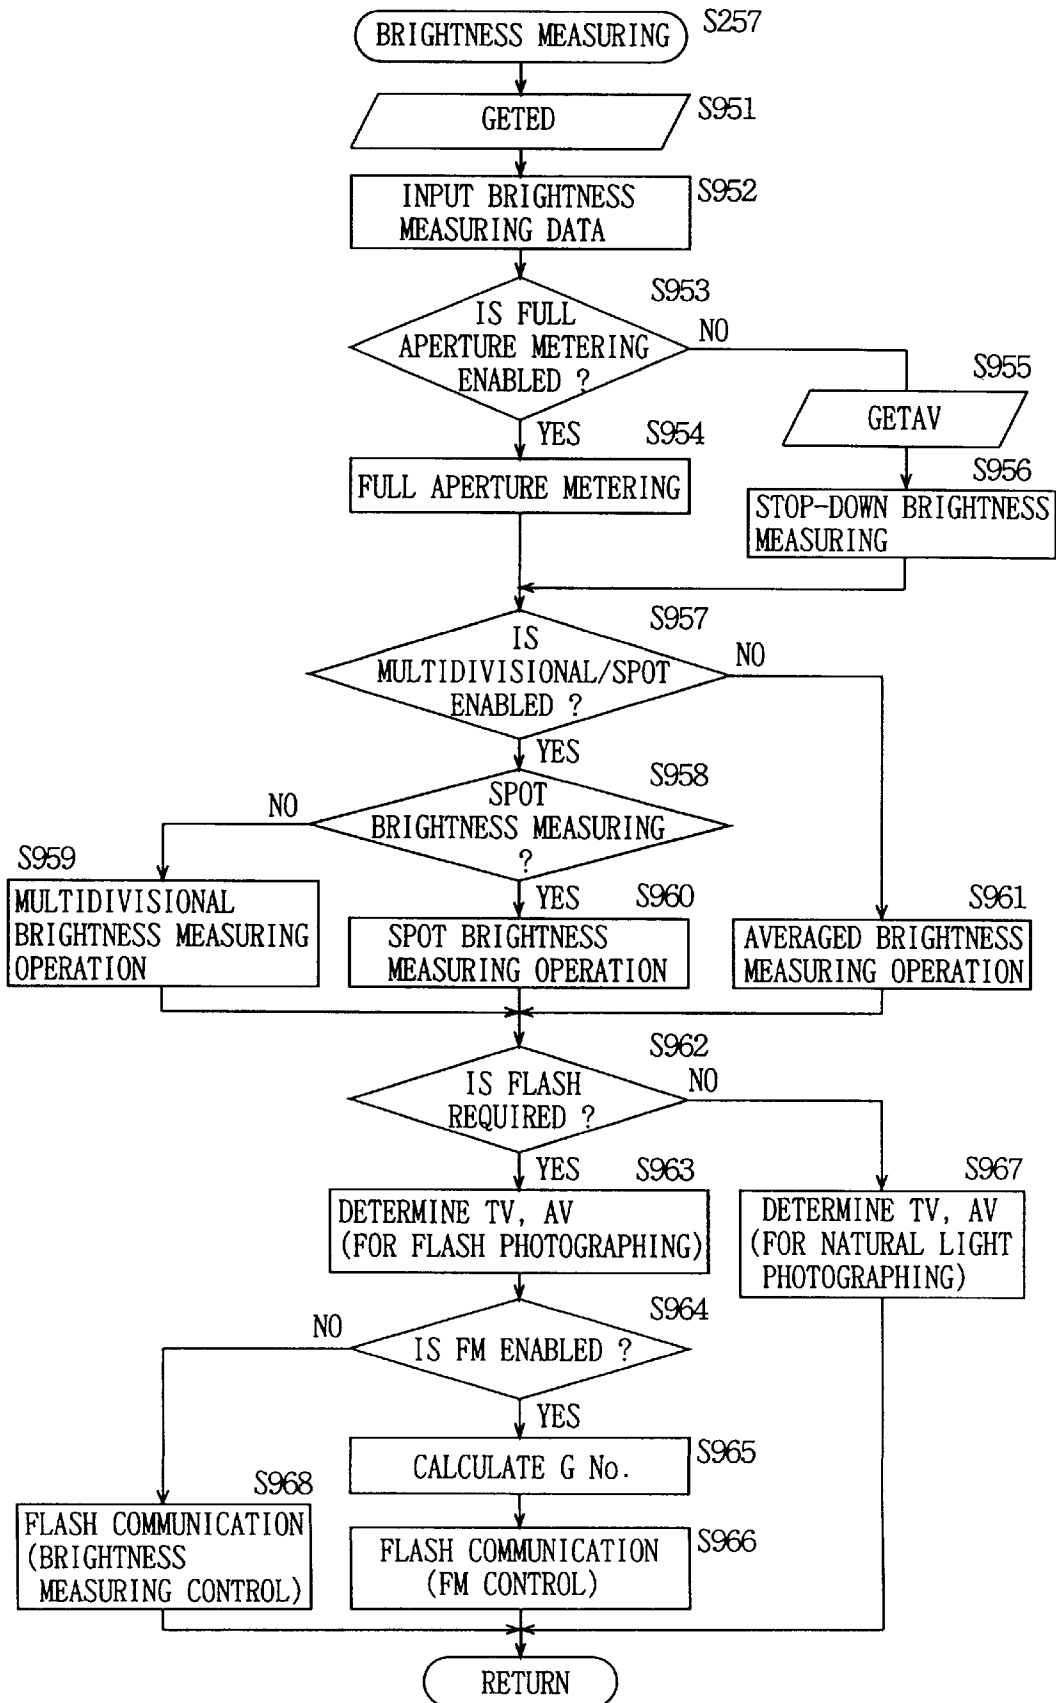 BRIGHTNESS MEASURING
S257
GETED
S951
INPUT BRIGHTNESS
MEASURING DATA
S952
S953
IS FULL
APERTURE METERING
ENABLED ?
NO
YES
S955
GETAV
S954
FULL APERTURE METERING
S956
STOP-DOWN BRIGHTNESS
MEASURING
S957
IS
MULTIDIVISIONAL/SPOT
ENABLED ?
NO
YES
S958
SPOT
BRIGHTNESS MEASURING
?
NO
YES
S959
MULTIDIVISIONAL
BRIGHTNESS MEASURING
OPERATION
S960
SPOT BRIGHTNESS
MEASURING OPERATION
S961
AVERAGED BRIGHTNESS
MEASURING OPERATION
S962
IS FLASH
REQUIRED ?
NO
YES
S963
DETERMINE TV, AV
(FOR FLASH PHOTOGRAPHING)
S967
DETERMINE TV, AV
(FOR NATURAL LIGHT
PHOTOGRAPHING)
S964
IS FM ENABLED ?
NO
YES
S965
CALCULATE G No.
S968
FLASH COMMUNICATION
(BRIGHTNESS
MEASURING CONTROL)
S966
FLASH COMMUNICATION
(FM CONTROL)
RETURN